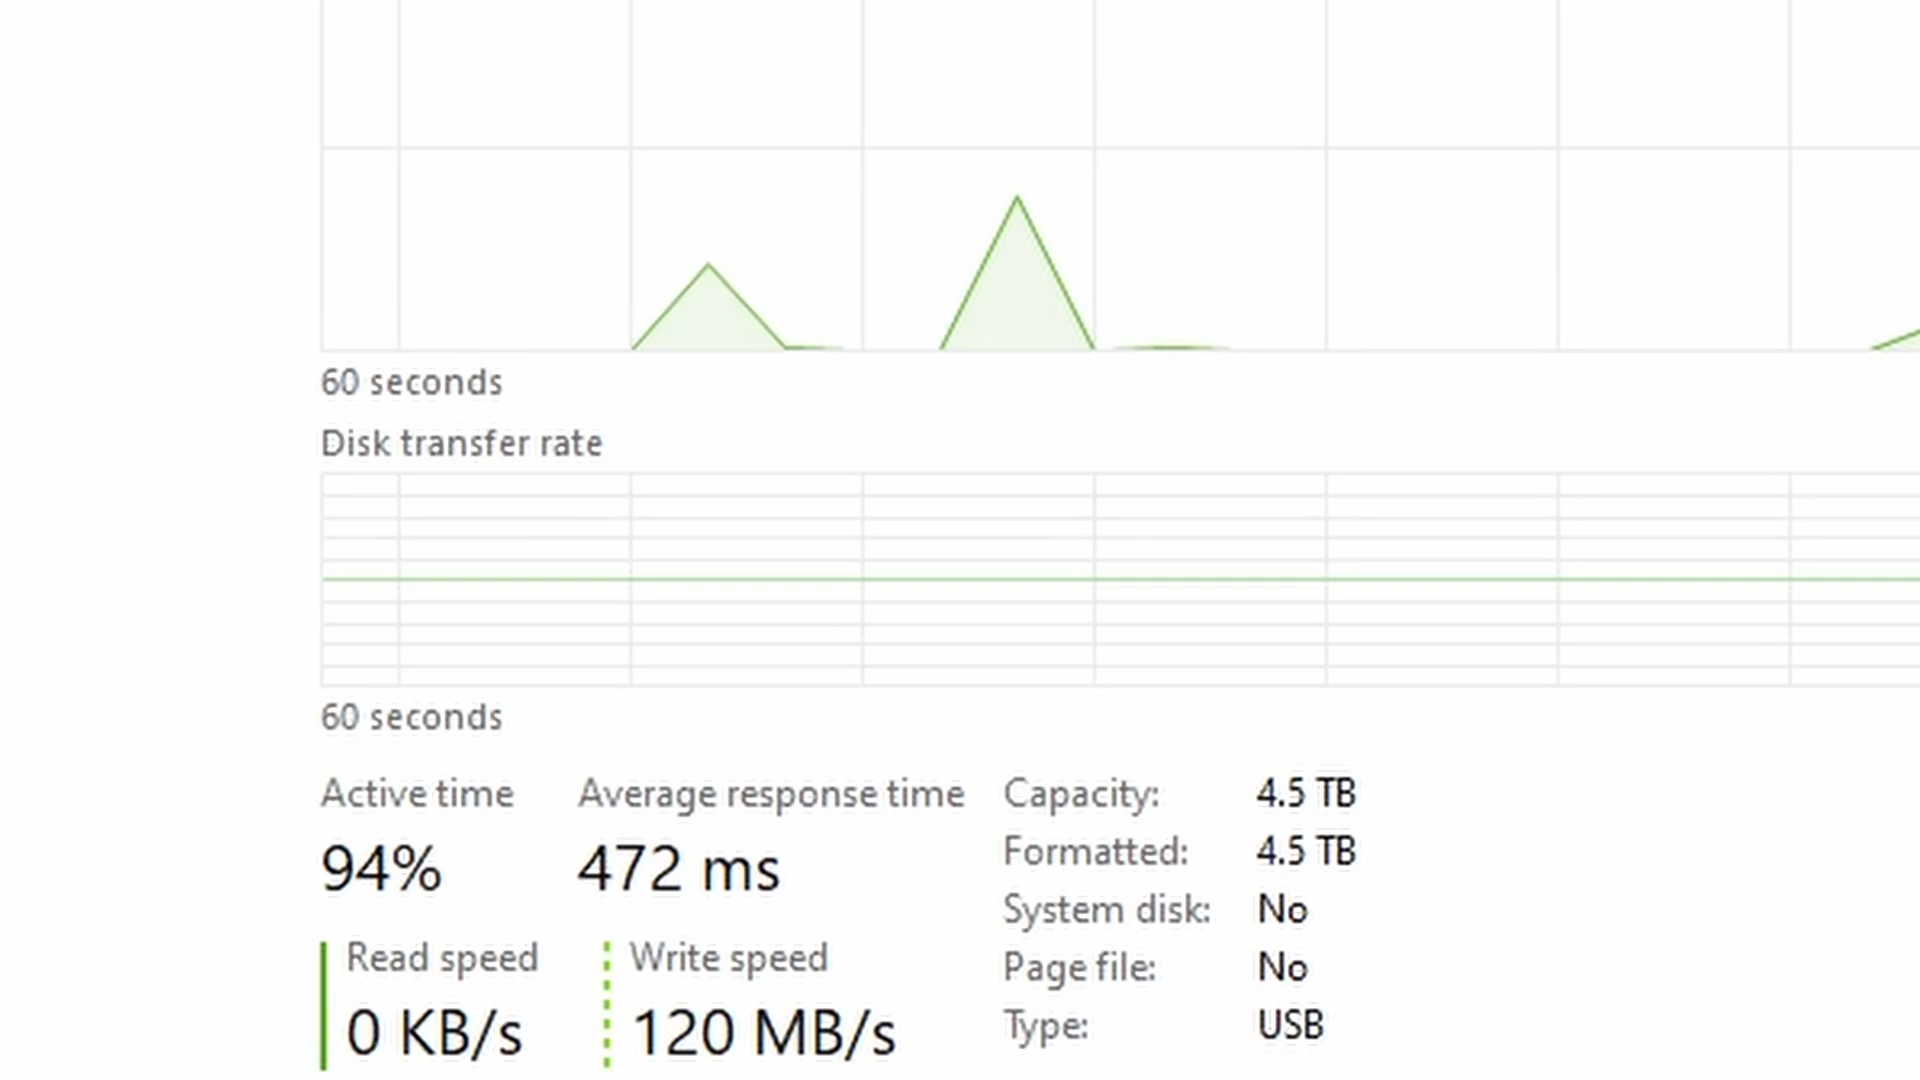 60 seconds
Disk transfer rate
60 seconds
Active time Average response time Capacity: 4.5 TB
94% 472 ms Formatted: 4.5 TB
System disk: No
Read speed Write speed Page file: No
0 KB/s 120 MB/s Type: USB